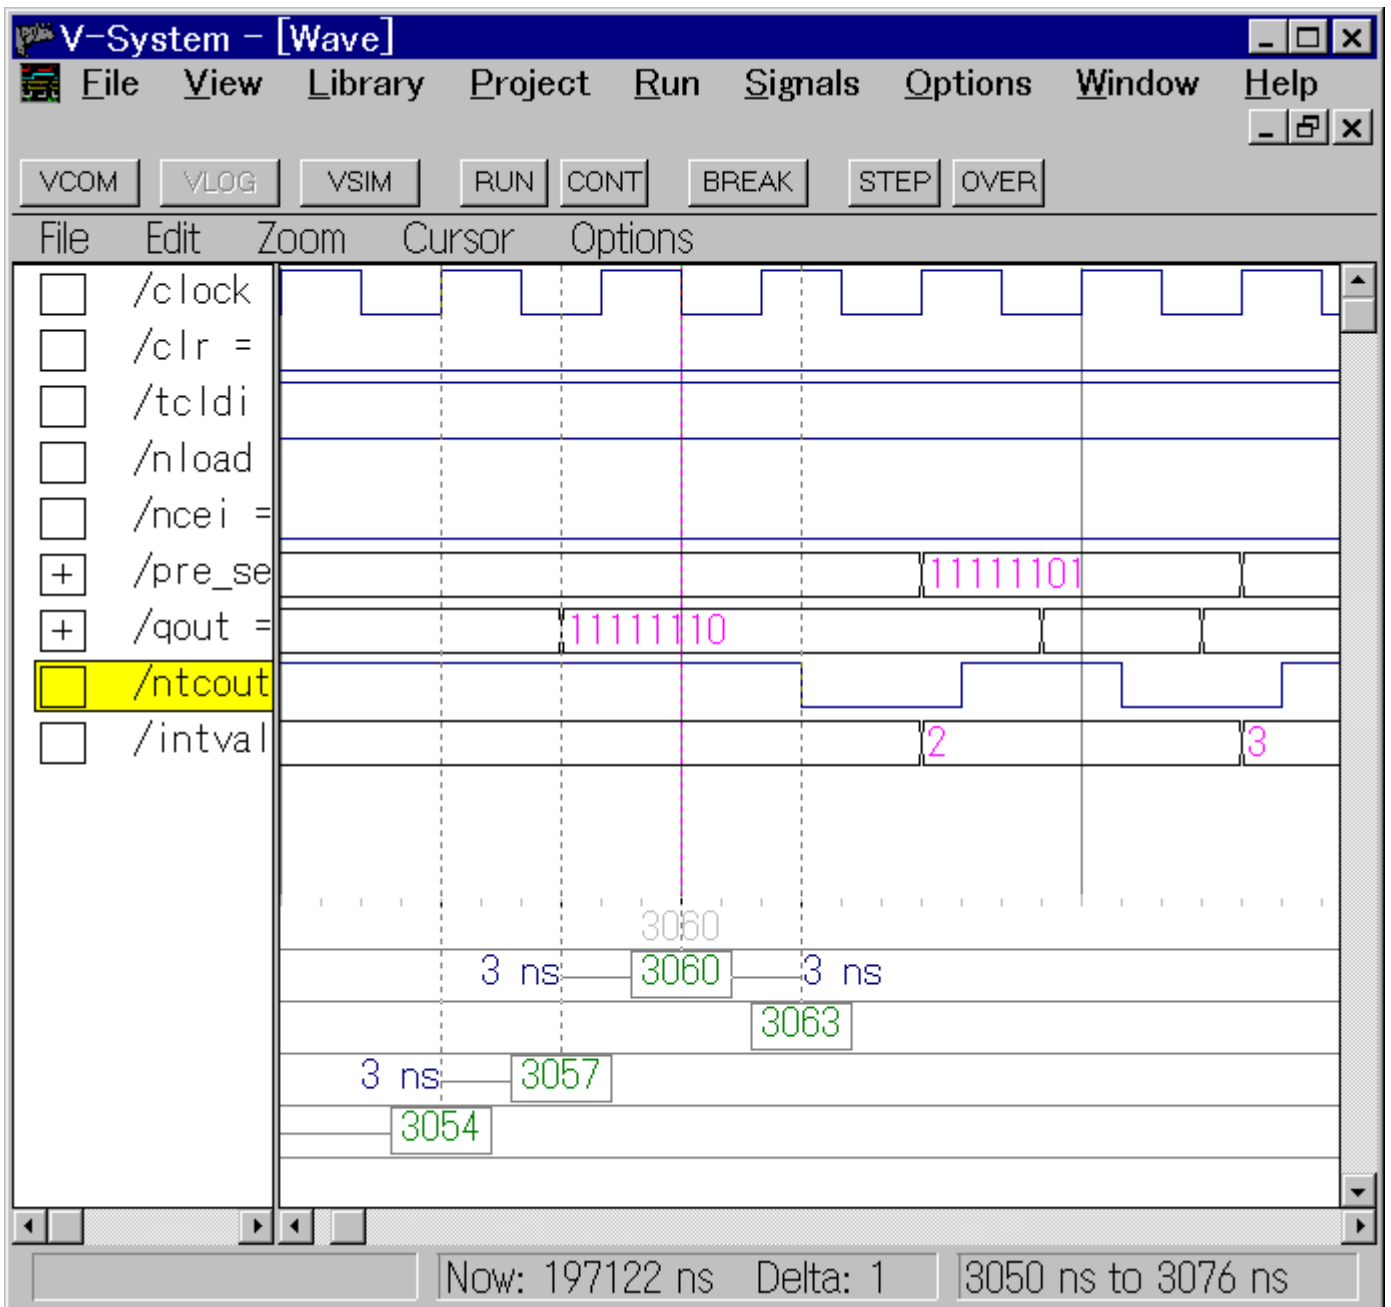 V-System - [Wave]
File View Library Project Run Signals Options Window Help
VCOM VLOG VSIM RUN CONT BREAK STEP OVER
File Edit Zoom Cursor Options
/clock
/clr =
/tcldi
/nload
/ncei =
/pre_se 11111101
/qout = 11111110
/ntcout
/intval 2 3
3060
3 ns 3060 3 ns
3063
3 ns 3057
3054
Now: 197122 ns Delta: 1 3050 ns to 3076 ns